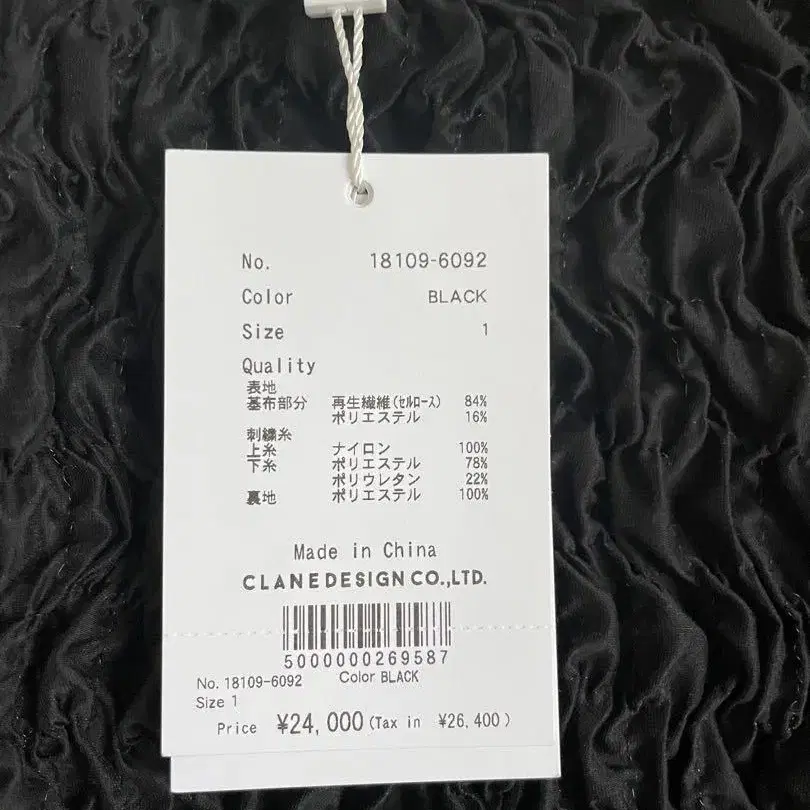 No. 18109-6092
Color BLACK
Size 1
Quality
表地
基布部分 再生繊維(ｾﾙﾛｰｽ) 84%
ポリエステル 16%
刺繍糸
上糸 ナイロン 100%
下糸 ポリエステル 78%
ポリウレタン 22%
裏地 ポリエステル 100%
Made in China
CLANEDESIGN CO.,LTD.
5000000269587
No. 18109-6092 Color BLACK
Size 1
Price ¥24,000 (Tax in ¥26,400)